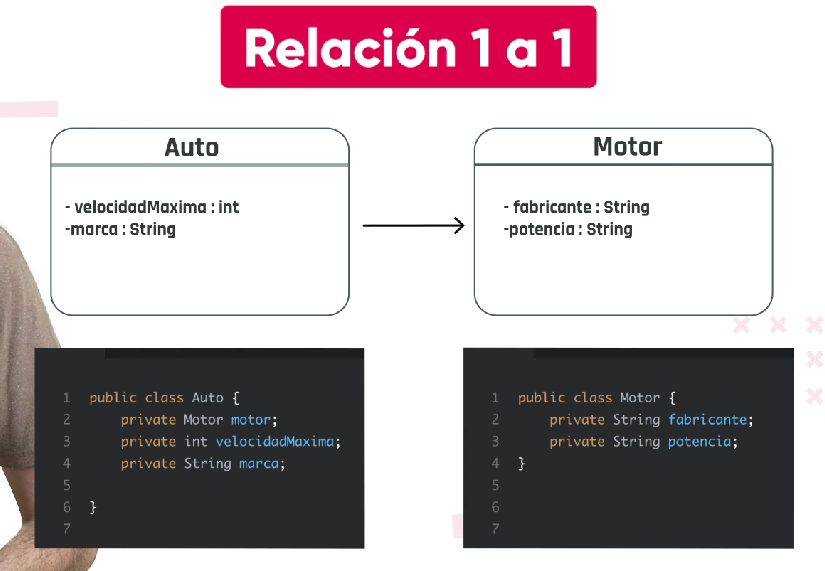 Relación 1 a 1
Auto
- velocidadMaxima : int
-marca : String
Motor
- fabricante : String
-potencia : String
1 public class Auto {
2 private Motor motor;
3 private int velocidadMaxima;
4 private String marca;
5
6 }
7
1 public class Motor {
2 private String fabricante;
3 private String potencia;
4 }
5
6
7